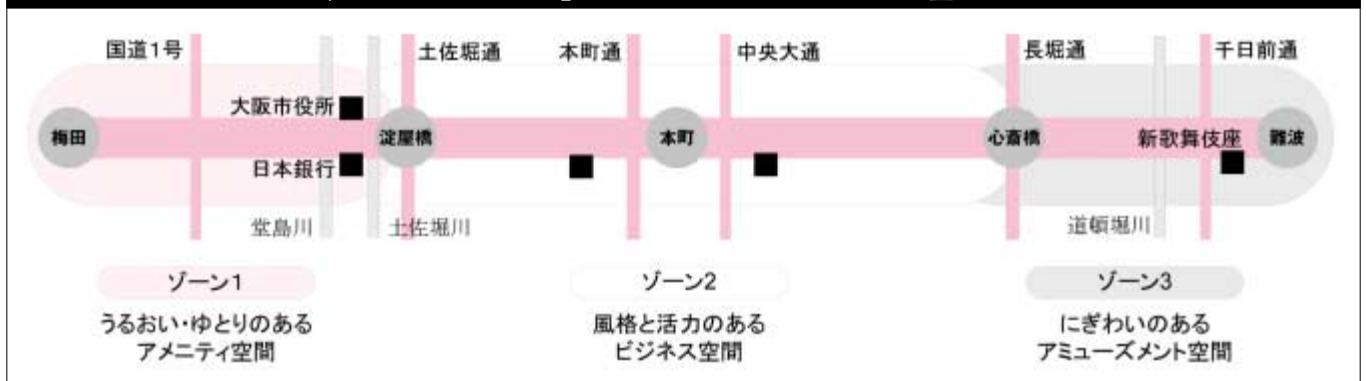 国道1号
土佐堀通
本町通
中央大通
長堀通
千日前通
大阪市役所
梅田
淀屋橋
本町
心斎橋
新歌舞伎座
難波
日本銀行
堂島川
土佐堀川
道頓堀川
ゾーン1
ゾーン2
ゾーン3
うるおい・ゆとりのある
アメニティ空間
風格と活力のある
ビジネス空間
にぎわいのある
アミューズメント空間